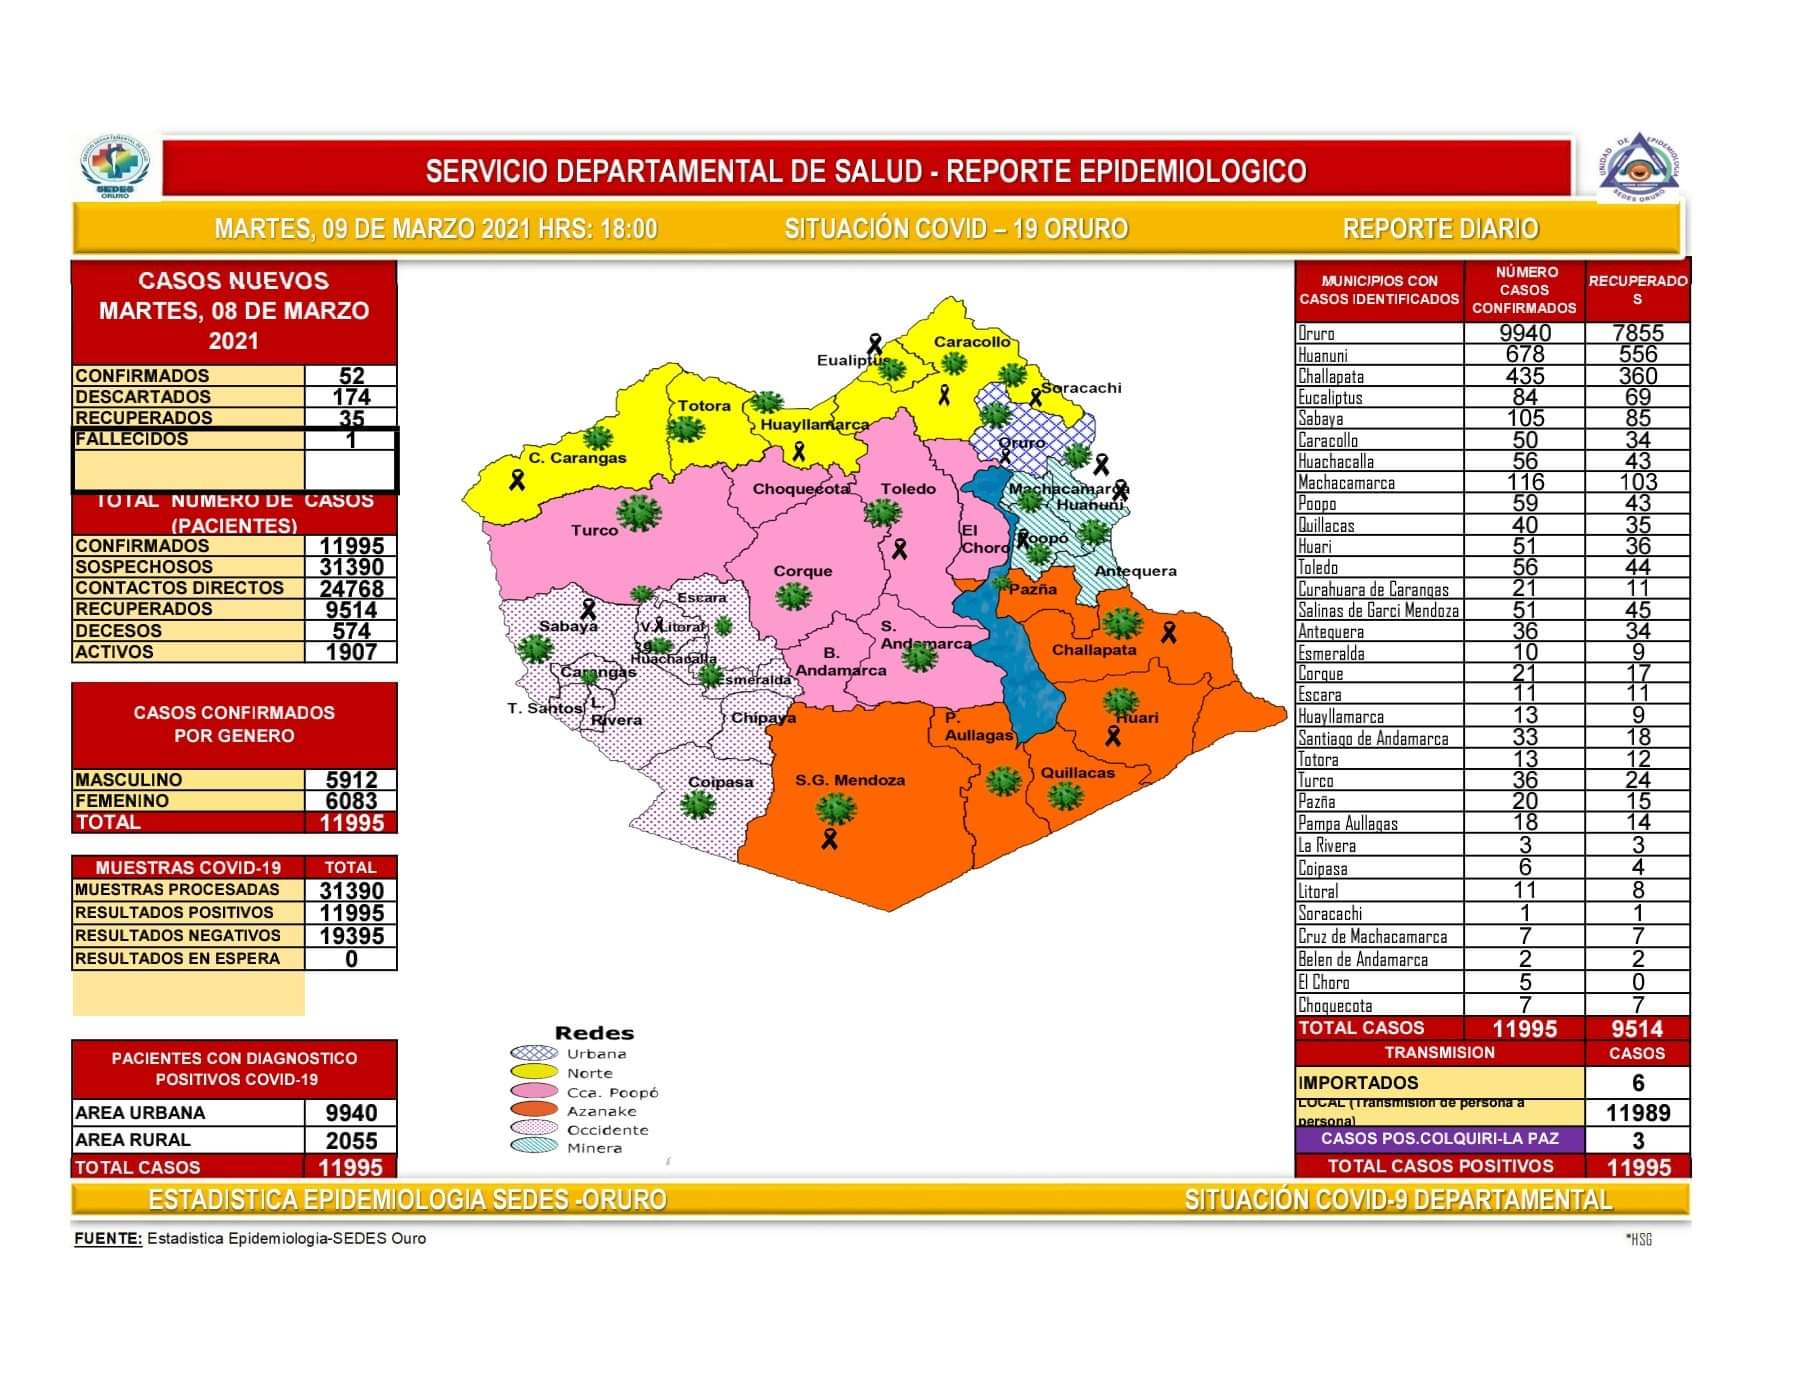 SERVICIO DEPARTAMENTAL DE SALUD - REPORTE EPIDEMIOLOGICO
SEDES
ORURO
UNIDAD DE EPIDEMIOLOGIA
SEDES ORURO
MARTES, 09 DE MARZO 2021 HRS: 18:00 SITUACIÓN COVID – 19 ORURO REPORTE DIARIO
CASOS NUEVOS
MARTES, 08 DE MARZO
2021
CONFIRMADOS 52
DESCARTADOS 174
RECUPERADOS 35
FALLECIDOS 1
TOTAL NUMERO DE CASOS
(PACIENTES)
CONFIRMADOS 11995
SOSPECHOSOS 31390
CONTACTOS DIRECTOS 24768
RECUPERADOS 9514
DECESOS 574
ACTIVOS 1907
CASOS CONFIRMADOS
POR GENERO
MASCULINO 5912
FEMENINO 6083
TOTAL 11995
MUESTRAS COVID-19 TOTAL
MUESTRAS PROCESADAS 31390
RESULTADOS POSITIVOS 11995
RESULTADOS NEGATIVOS 19395
RESULTADOS EN ESPERA 0
PACIENTES CON DIAGNOSTICO
POSITIVOS COVID-19
AREA URBANA 9940
AREA RURAL 2055
TOTAL CASOS 11995
Caracollo
Eualiptus
Soracachi
Totora
Huayllamarca
Oruro
C. Carangas
Choquecota
Toledo
Machacamarca
Huanuni
Turco
El
Choro
Poopó
Corque
Antequera
Pazña
Escara
Sabaya
V. Litoral
S.
Andamarca
Challapata
Huachacalla
B.
Andamarca
Carangas
Esmeralda
T. Santos
L.
Rivera
Chipaya
P.
Aullagas
Huari
Coipasa
S.G. Mendoza
Quillacas
Redes
Urbana
Norte
Cca. Poopó
Azanake
Occidente
Minera
MUNICIPIOS CON
CASOS IDENTIFICADOS
NÚMERO
CASOS
CONFIRMADOS
RECUPERADO
S
Oruro 9940 7855
Huanuni 678 556
Challapata 435 360
Eucaliptus 84 69
Sabaya 105 85
Caracollo 50 34
Huachacalla 56 43
Machacamarca 116 103
Poopo 59 43
Quillacas 40 35
Huari 51 36
Toledo 56 44
Curahuara de Carangas 21 11
Salinas de Garci Mendoza 51 45
Antequera 36 34
Esmeralda 10 9
Corque 21 17
Escara 11 11
Huayllamarca 13 9
Santiago de Andamarca 33 18
Totora 13 12
Turco 36 24
Pazña 20 15
Pampa Aullagas 18 14
La Rivera 3 3
Coipasa 6 4
Litoral 11 8
Soracachi 1 1
Cruz de Machacamarca 7 7
Belen de Andamarca 2 2
El Choro 5 0
Choquecota 7 7
TOTAL CASOS 11995 9514
TRANSMISION CASOS
IMPORTADOS 6
LOCAL (Transmision de persona a
persona) 11989
CASOS POS.COLQUIRI-LA PAZ 3
TOTAL CASOS POSITIVOS 11995
ESTADISTICA EPIDEMIOLOGIA SEDES -ORURO SITUACIÓN COVID-9 DEPARTAMENTAL
FUENTE: Estadistica Epidemiologia-SEDES Ouro
*HSG